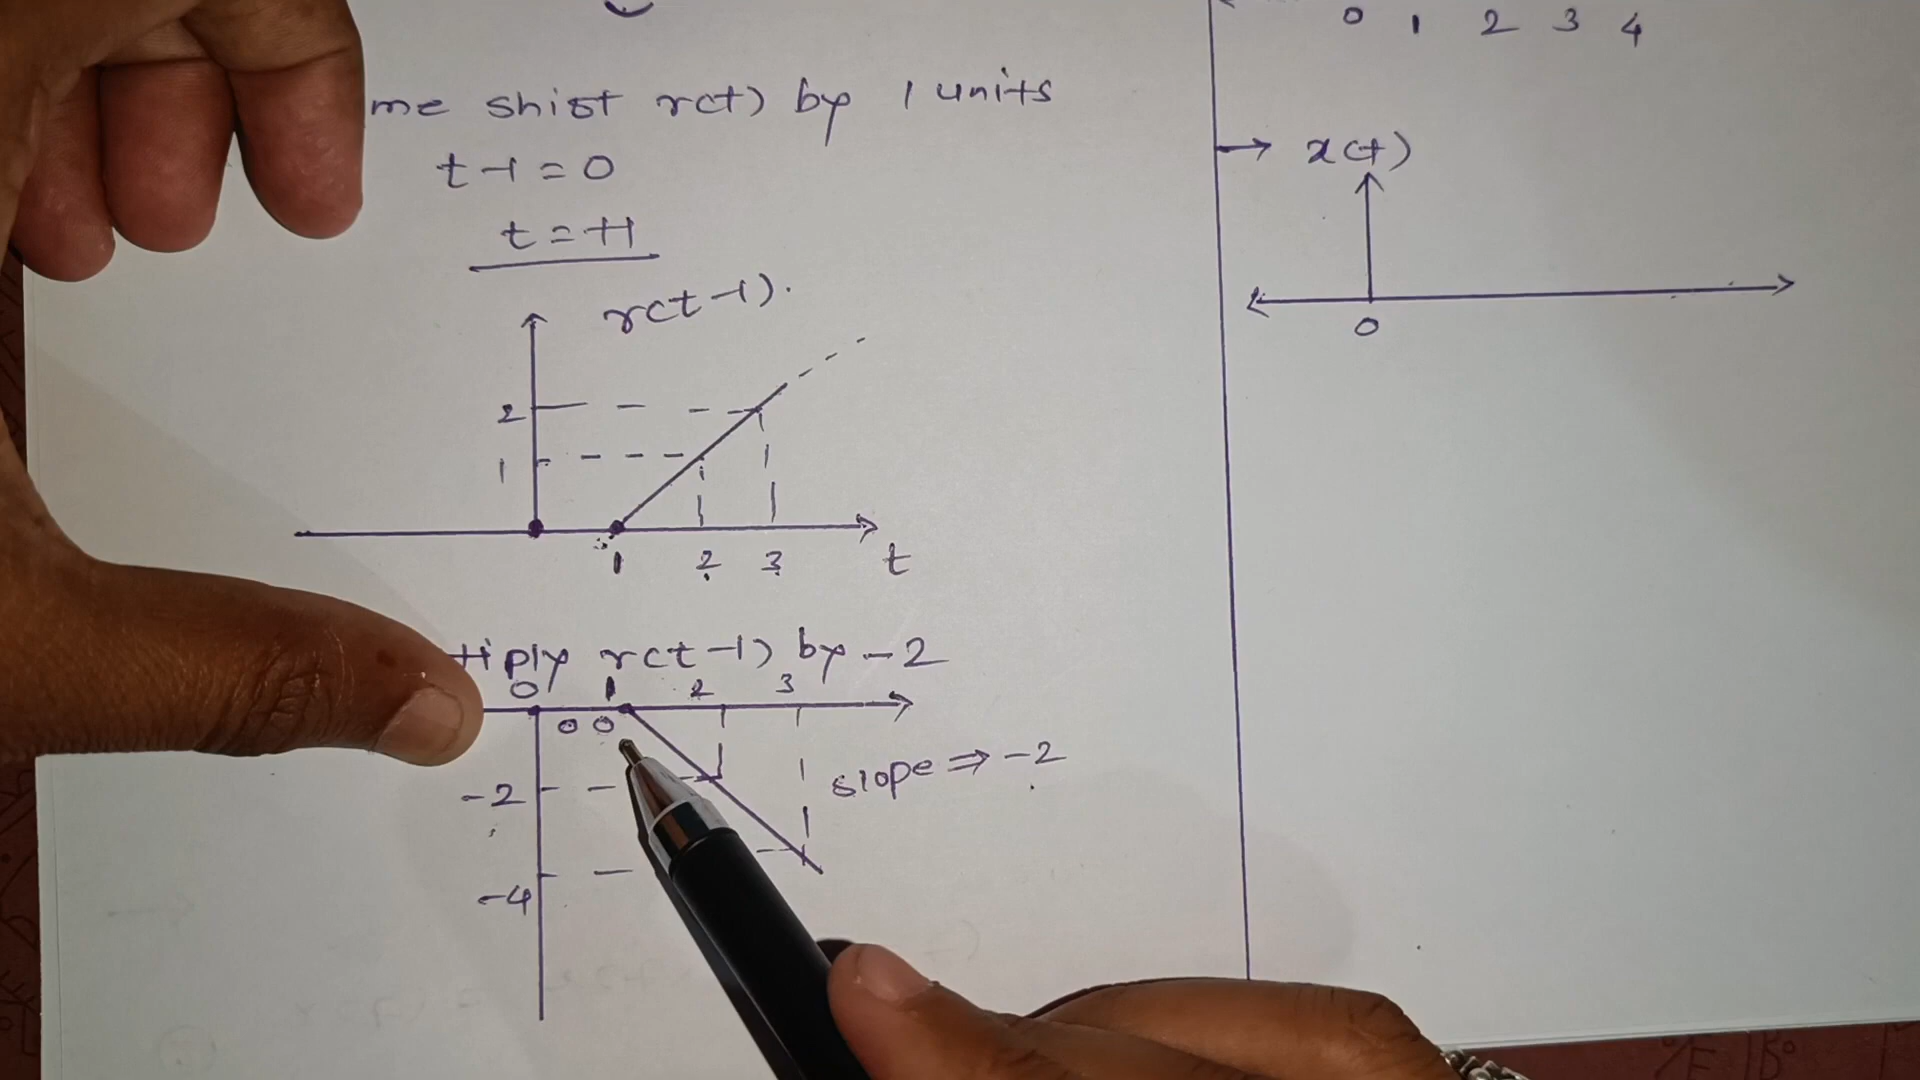 me shift r(t) by 1 units
t-1=0
t=+1
r(t-1).
2
1
1 2 3 t
tiply r(t-1) by -2
0 1 2 3
0 0
-2
-4
slope ⇒ -2
0 1 2 3 4
→ x(t)
0